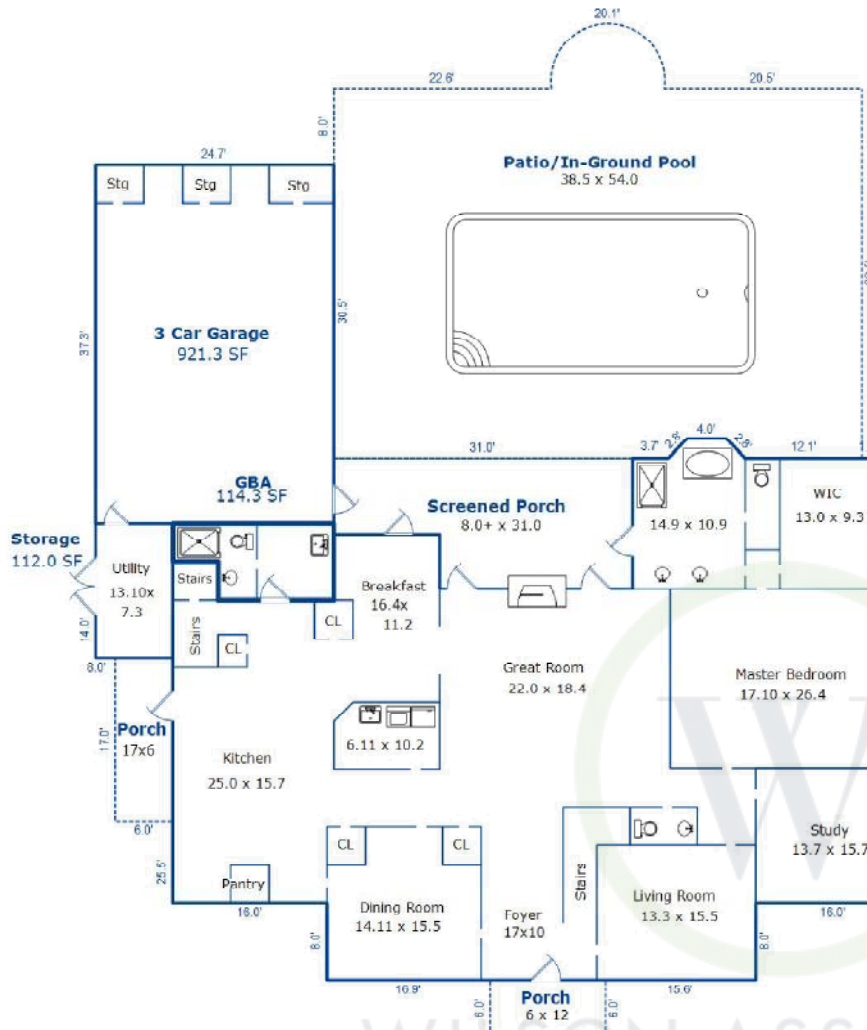 20.1'
22.6'
20.5'
8.0'
24.7'
Stg
Stg
Stg
Patio/In-Ground Pool
38.5 x 54.0
3 Car Garage
921.3 SF
37.3'
30.5'
31.0'
3.7'
2.8'
4.0'
2.8'
12.1'
GBA
114.3 SF
Screened Porch
8.0+ x 31.0
WIC
13.0 x 9.3
14.9 x 10.9
Storage
112.0 SF
Utility
13.10x
7.3
14.0'
8.0'
Stairs
Stairs
CL
CL
Breakfast
16.4x
11.2
Great Room
22.0 x 18.4
Master Bedroom
17.10 x 26.4
Porch
17x6
17.0'
6.0'
25.5'
Kitchen
25.0 x 15.7
6.11 x 10.2
CL
CL
Pantry
16.0'
8.0'
Dining Room
14.11 x 15.5
Foyer
17x10
Stairs
Living Room
13.3 x 15.5
Study
13.7 x 15.7
16.0'
8.0'
16.9'
15.6'
6.0'
6.0'
Porch
6 x 12
W